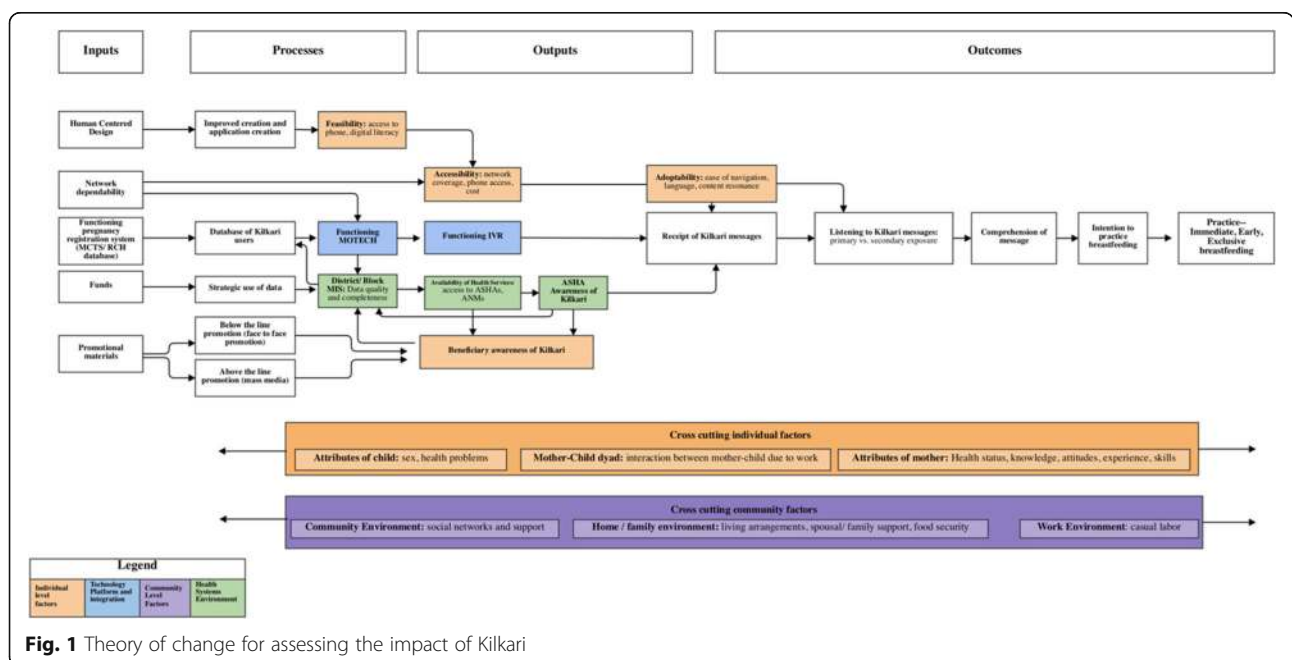 Inputs
Processes
Outputs
Outcomes
Human Centered
Design
Improved creation and
application creation
Feasibility: access to
phone, digital literacy
Network
dependability
Accessibility: network
coverage, phone access,
cost
Adoptability: ease of navigation,
language, content resonance
Functioning
pregnancy
registration system
(MCTS/ RCH
database)
Database of Kilkari
users
Functioning
MOTECH
Functioning IVR
Receipt of Kilkari messages
Listening to Kilkari messages:
primary vs. secondary exposure
Comprehension of
message
Intention to
practice breastfeeding
Practice--
Immediate, Early,
Exclusive
breastfeeding
Funds
Strategic use of data
District/ Block
MIS: Data quality
and completeness
Availability of Health Services:
access to ASHAs,
ANMs
ASHA
Awareness of
Kilkari
Promotional
materials
Below the line
promotion (face to face
promotion)
Above the line
promotion (mass media)
Beneficiary awareness of Kilkari
Cross cutting individual factors
Attributes of child: sex, health problems
Mother-Child dyad: interaction between mother-child due to work
Attributes of mother: Health status, knowledge, attitudes, experience, skills
Cross cutting community factors
Community Environment: social networks and support
Home / family environment: living arrangements, spousal/ family support, food security
Work Environment: casual labor
Legend
Individual
level
factors
Technology
Platform and
integration
Community
Level
Factors
Health
Systems
Environment
Fig. 1 Theory of change for assessing the impact of Kilkari